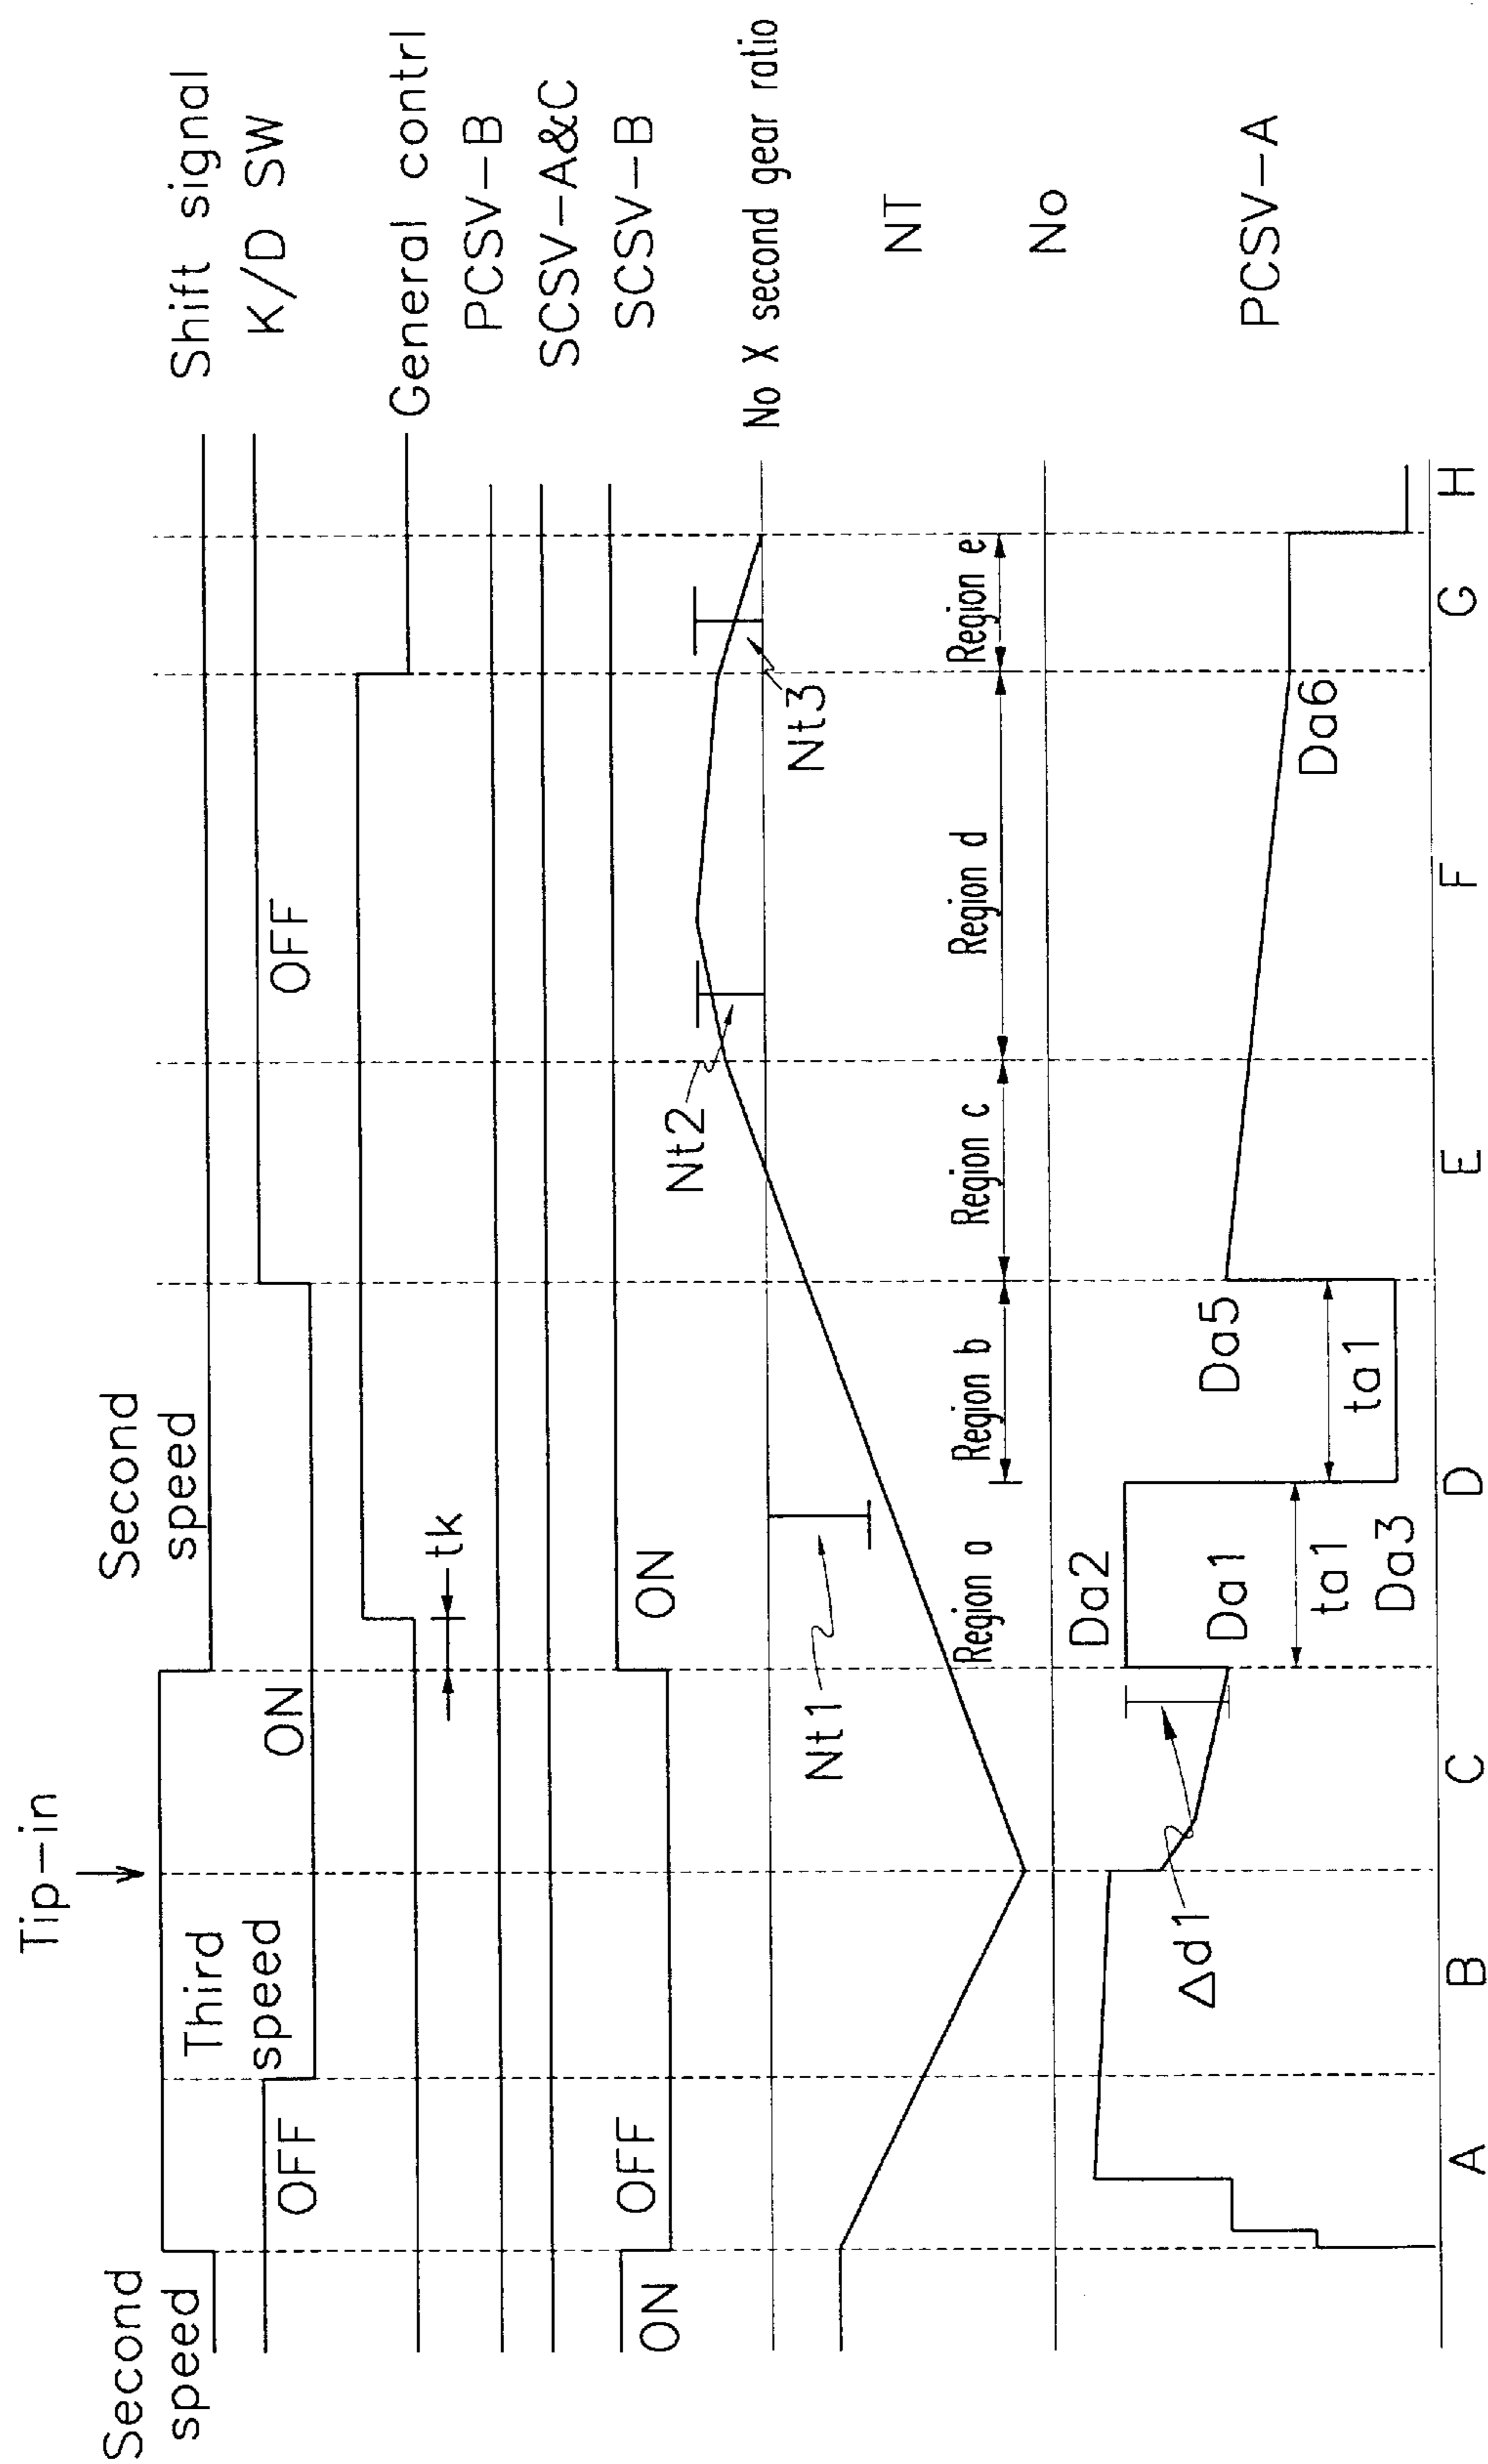 Tip-in
Second
speed
Third
speed
Second
speed
Shift signal
OFF
ON
OFF
K/D SW
tk
General contrl
PCSV-B
SCSV-A&C
ON
OFF
ON
SCSV-B
Nt1
Nt2
Nt3
No X second gear ratio
NT
Region a
Region b
Region c
Region d
Region e
No
Δd1
Da2
Da1
ta1
Da3
ta1
Da5
Da6
PCSV-A
A
B
C
D
E
F
G
H